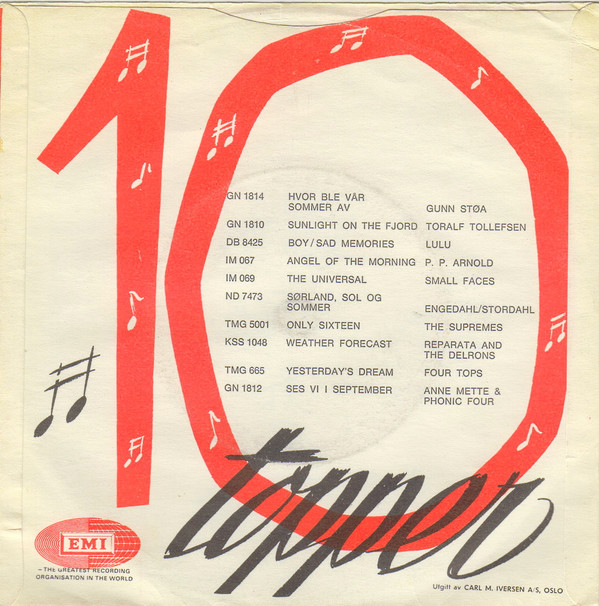 10
GN 1814 HVOR BLE VÅR
SOMMER AV GUNN STØA
GN 1810 SUNLIGHT ON THE FJORD TORALF TOLLEFSEN
DB 8425 BOY/SAD MEMORIES LULU
IM 067 ANGEL OF THE MORNING P. P. ARNOLD
IM 069 THE UNIVERSAL SMALL FACES
ND 7473 SØRLAND, SOL OG
SOMMER ENGEDAHL/STORDAHL
TMG 5001 ONLY SIXTEEN THE SUPREMES
KSS 1048 WEATHER FORECAST REPARATA AND
THE DELRONS
TMG 665 YESTERDAY'S DREAM FOUR TOPS
GN 1812 SES VI I SEPTEMBER ANNE METTE &
PHONIC FOUR
topper
EMI
– THE GREATEST RECORDING
ORGANISATION IN THE WORLD
Utgitt av CARL M. IVERSEN A/S, OSLO